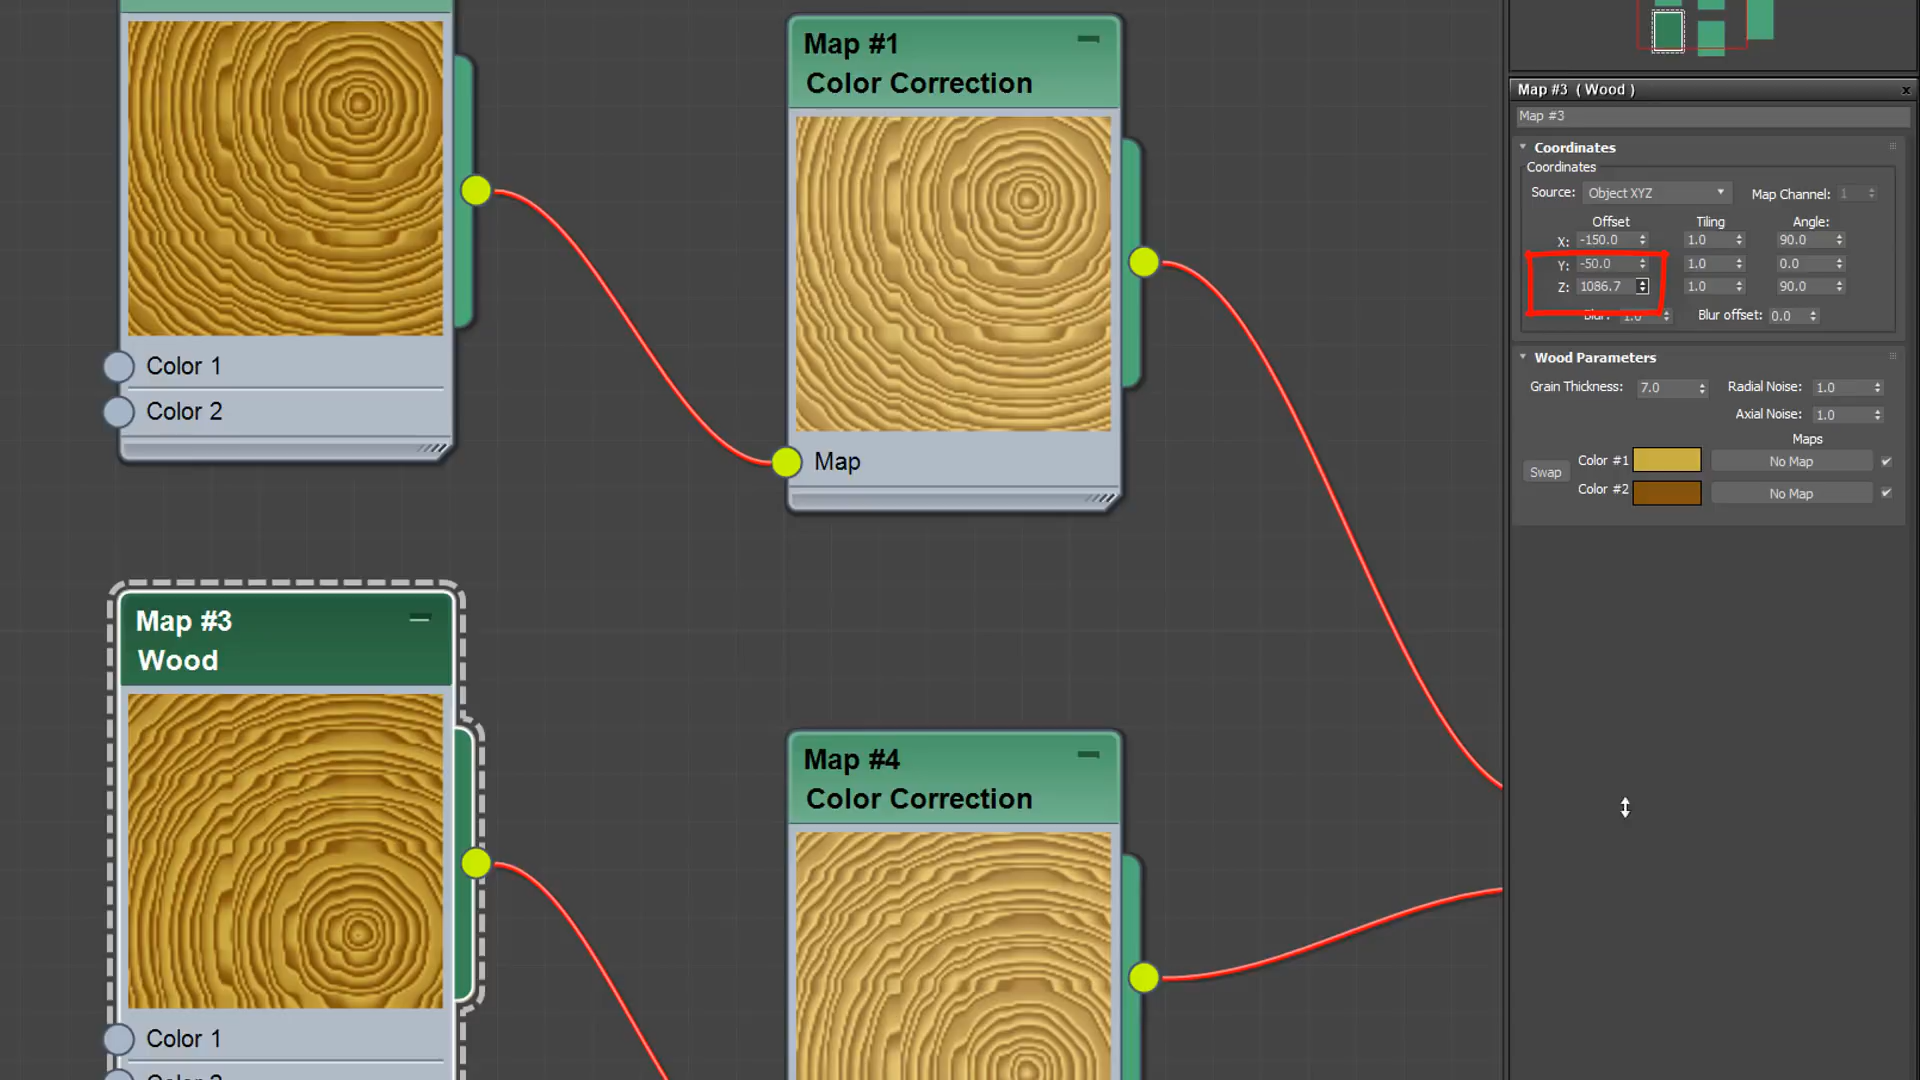 Color 1
Color 2
Map #1
Color Correction
Map
Map #3
Wood
Color 1
Map #4
Color Correction
Map #3 ( Wood )
Map #3
Coordinates
Coordinates
Source: Object XYZ Map Channel: 1
Offset Tiling Angle:
X: -150.0 1.0 90.0
Y: -50.0 1.0 0.0
Z: 1086.7 1.0 90.0
Blur: 1.0 Blur offset: 0.0
Wood Parameters
Grain Thickness: 7.0 Radial Noise: 1.0
Axial Noise: 1.0
Maps
Color #1 No Map
Swap
Color #2 No Map